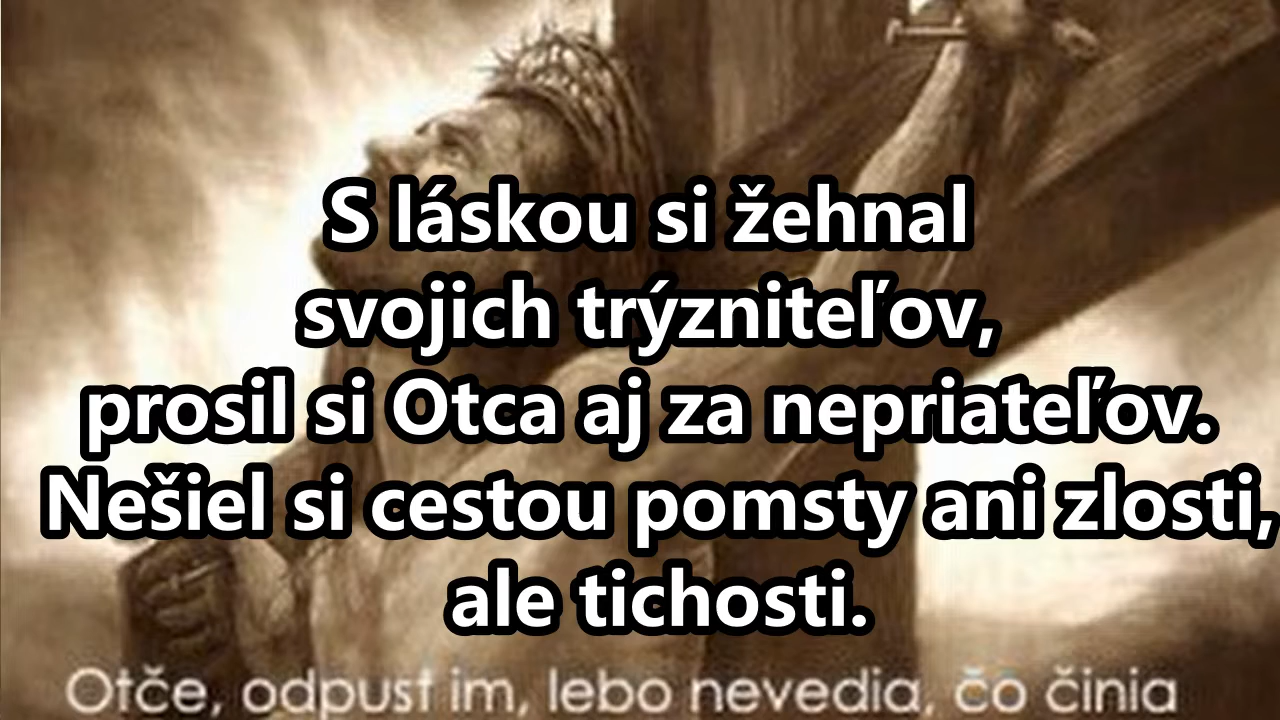 S láskou si žehnal
svojich trýzniteľov,
prosil si Otca aj za nepriateľov.
Nešiel si cestou pomsty ani zlosti,
ale tichosti.
Otče, odpusť im, lebo nevedia, čo činia